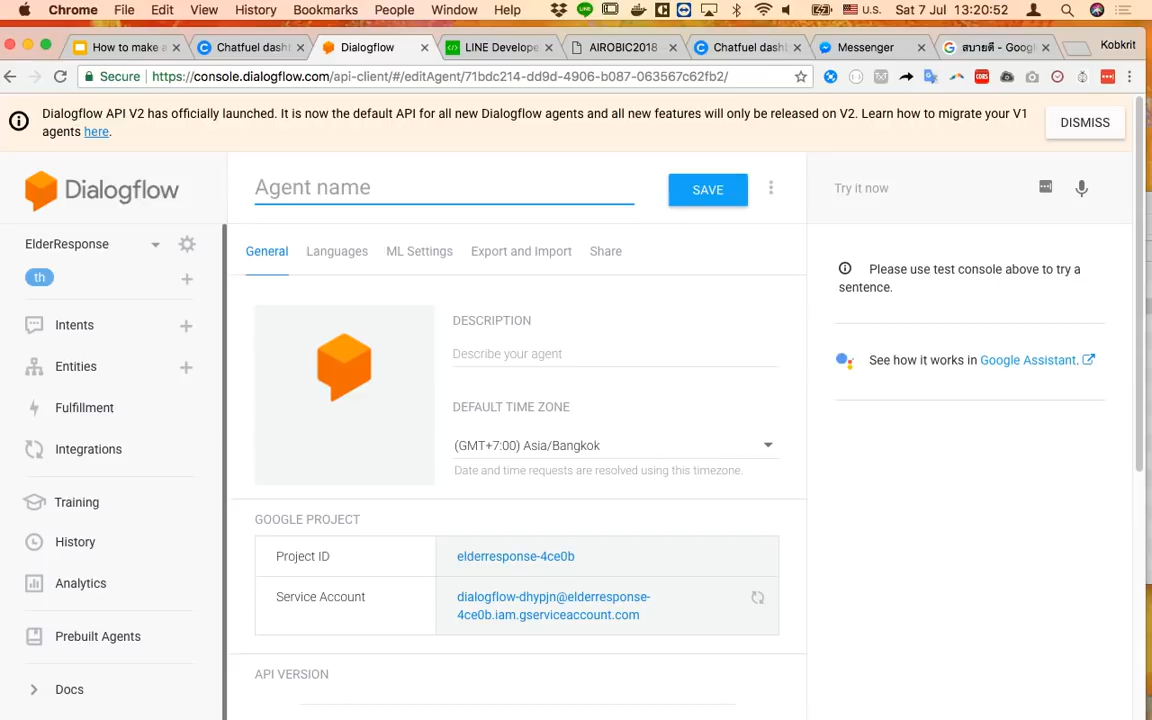 Chrome File Edit View History Bookmarks People Window Help U.S. Sat 7 Jul 13:20:52
How to make a Chatfuel dash Dialogflow LINE Develope AIROBIC2018 Chatfuel dash Messenger สบายดี - Goog Kobkrit
Secure https://console.dialogflow.com/api-client/#/editAgent/71bdc214-dd9d-4906-b087-063567c62fb2/
Dialogflow API V2 has officially launched. It is now the default API for all new Dialogflow agents and all new features will only be released on V2. Learn how to migrate your V1
agents here.
DISMISS
Dialogflow
Agent name
SAVE
Try it now
ElderResponse
th
General Languages ML Settings Export and Import Share
Please use test console above to try a
sentence.
See how it works in Google Assistant.
Intents
Entities
Fulfillment
Integrations
Training
History
Analytics
Prebuilt Agents
Docs
DESCRIPTION
Describe your agent
DEFAULT TIME ZONE
(GMT+7:00) Asia/Bangkok
Date and time requests are resolved using this timezone.
GOOGLE PROJECT
Project ID elderresponse-4ce0b
Service Account dialogflow-dhypjn@elderresponse-
4ce0b.iam.gserviceaccount.com
API VERSION